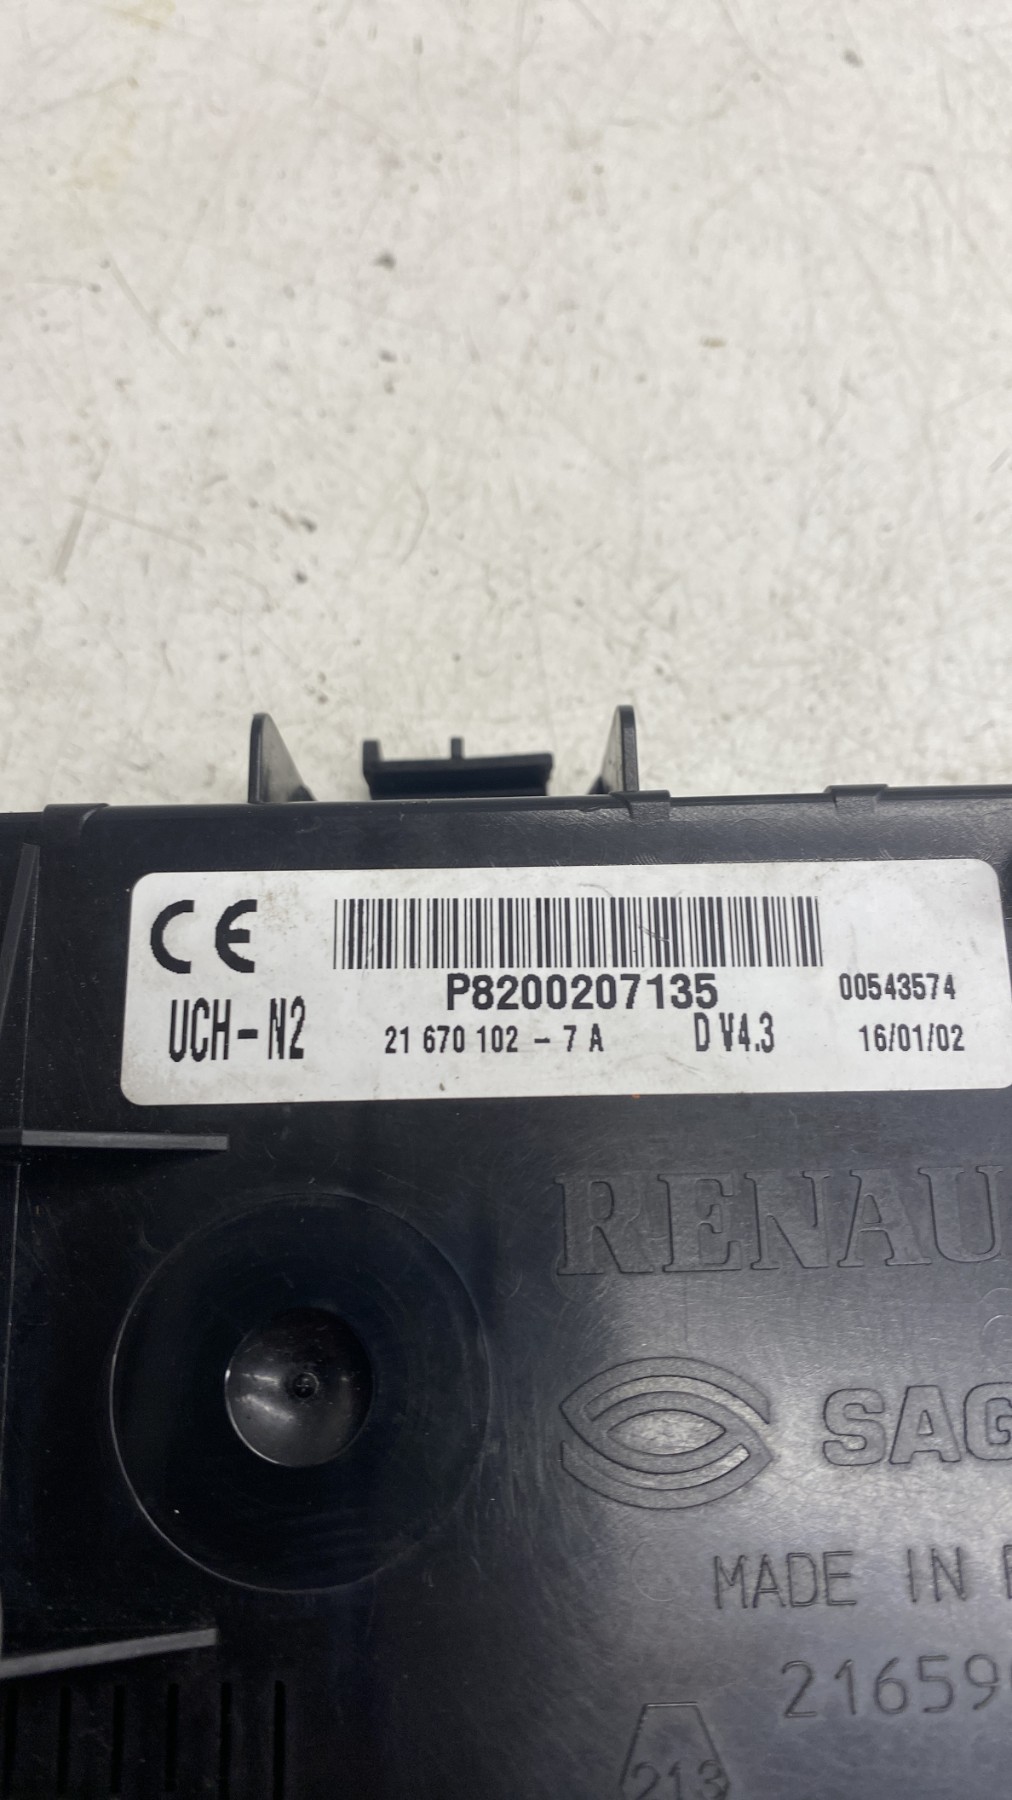 CE
P8200207135
00543574
UCH-N2
21 670 102 - 7 A
D V4.3
16/01/02
RENAU
SAG
MADE IN
21659
213